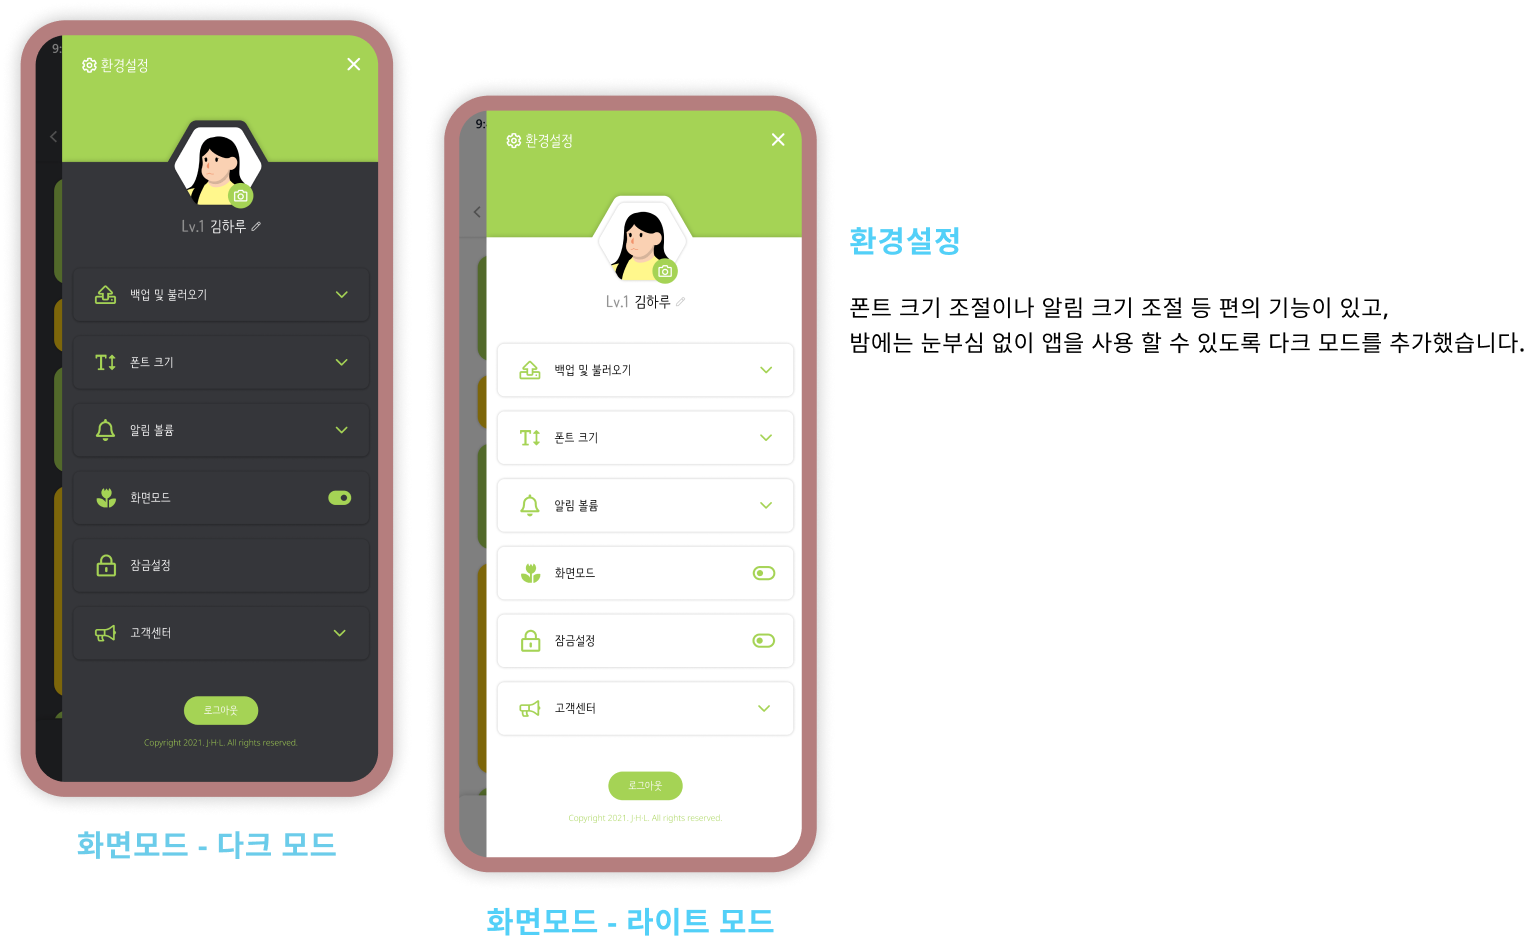 9:
환경설정
Lv.1 김하루
백업 및 불러오기
폰트 크기
알림 볼륨
화면모드
잠금설정
고객센터
로그아웃
Copyright 2021. J·H·L. All rights reserved.
화면모드 - 다크 모드
9:
환경설정
Lv.1 김하루
백업 및 불러오기
폰트 크기
알림 볼륨
화면모드
잠금설정
고객센터
로그아웃
Copyright 2021. J·H·L. All rights reserved.
화면모드 - 라이트 모드
환경설정
폰트 크기 조절이나 알림 크기 조절 등 편의 기능이 있고,
밤에는 눈부심 없이 앱을 사용 할 수 있도록 다크 모드를 추가했습니다.